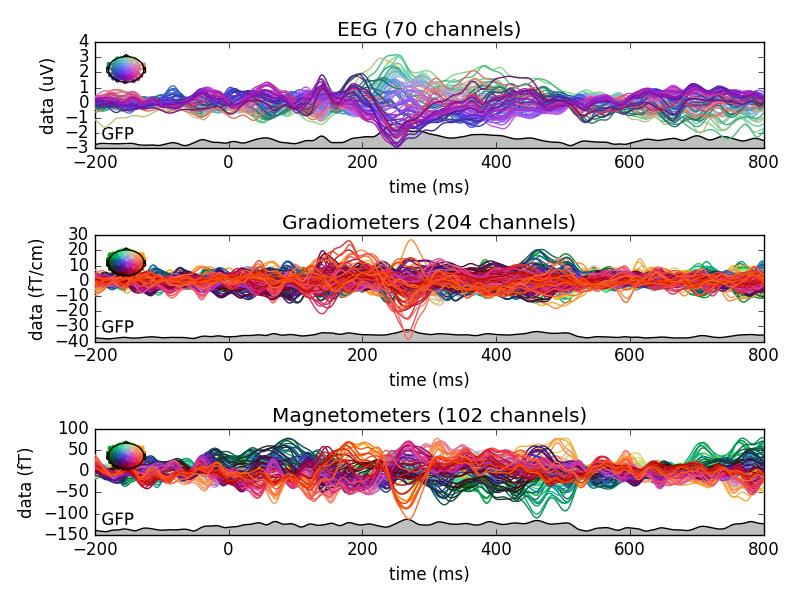 EEG (70 channels)
4
3
2
1
0
−1
−2
−3
data (uV)
GFP
−200 0 200 400 600 800
time (ms)
Gradiometers (204 channels)
30
20
10
0
−10
−20
−30
−40
data (fT/cm)
GFP
−200 0 200 400 600 800
time (ms)
Magnetometers (102 channels)
100
50
0
−50
−100
−150
data (fT)
GFP
−200 0 200 400 600 800
time (ms)